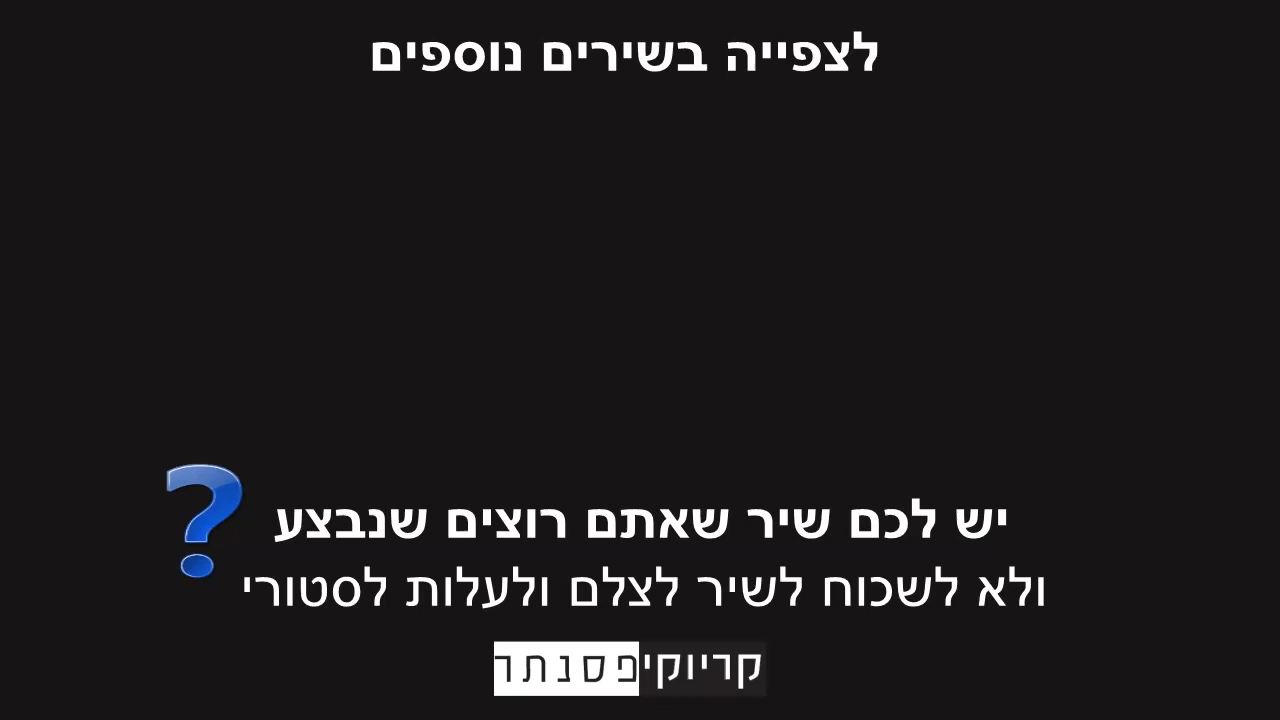 לצפייה בשירים נוספים
יש לכם שיר שאתם רוצים שנבצע?
ולא לשכוח לשיר לצלם ולעלות לסטורי
קריוקיפסנתר